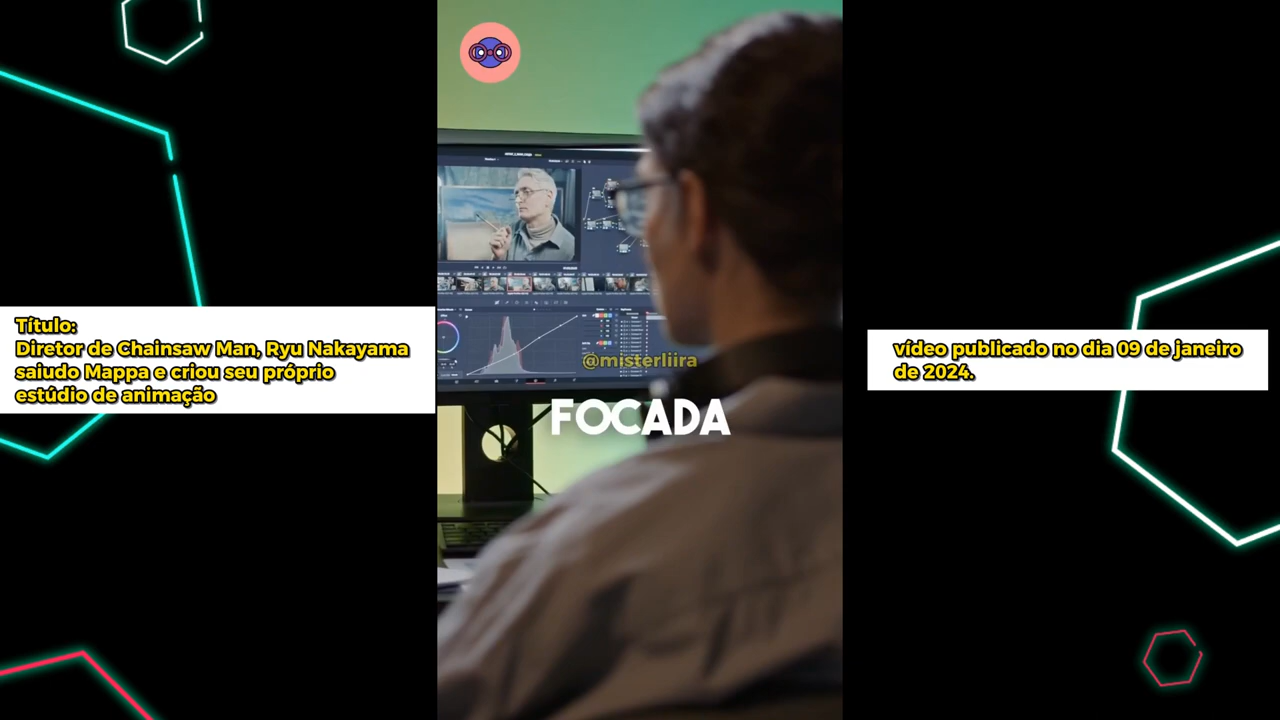 Título:
Diretor de Chainsaw Man, Ryu Nakayama
saiudo Mappa e criou seu próprio
estúdio de animação
@misterliira
FOCADA
vídeo publicado no dia 09 de janeiro
de 2024.